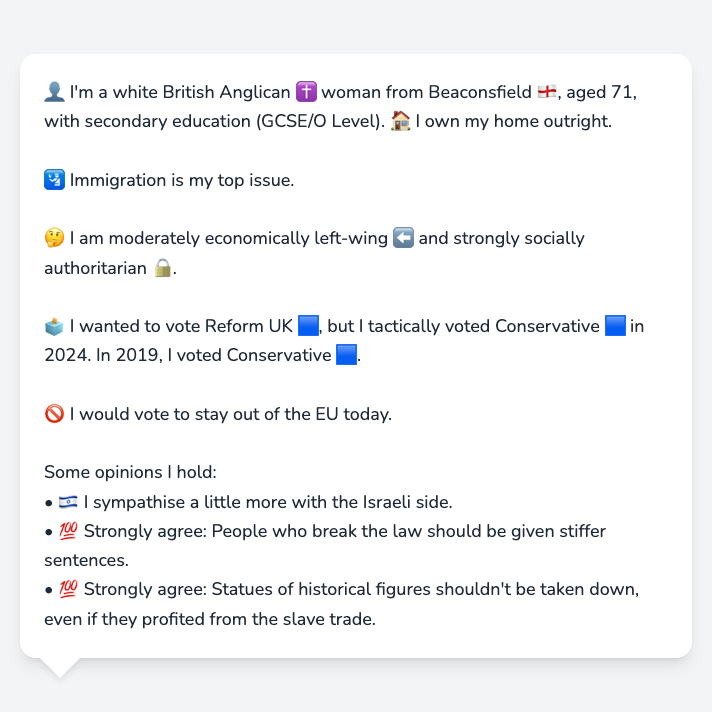 👤 I'm a white British Anglican ✝️ woman from Beaconsfield 🏴󠁧󠁢󠁥󠁮󠁧󠁿, aged 71,
with secondary education (GCSE/O Level). 🏠 I own my home outright.
🛂 Immigration is my top issue.
🤔 I am moderately economically left-wing ⬅️ and strongly socially
authoritarian 🔒.
🗳️ I wanted to vote Reform UK 🟦, but I tactically voted Conservative 🟦 in
2024. In 2019, I voted Conservative 🟦.
🚫 I would vote to stay out of the EU today.
Some opinions I hold:
• 🇮🇱 I sympathise a little more with the Israeli side.
• 💯 Strongly agree: People who break the law should be given stiffer
sentences.
• 💯 Strongly agree: Statues of historical figures shouldn't be taken down,
even if they profited from the slave trade.